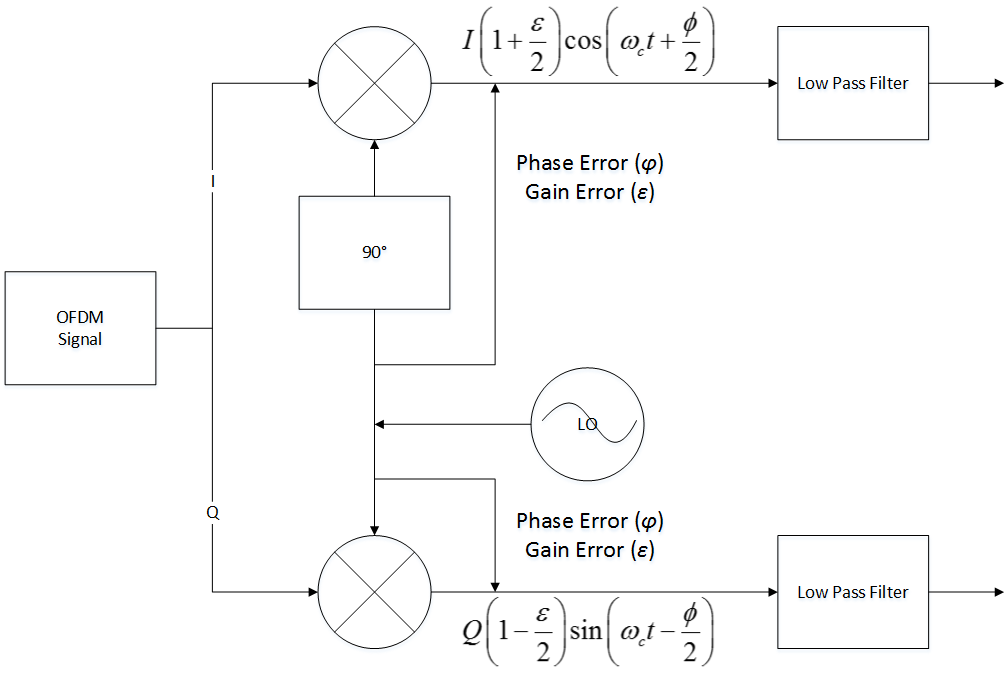 I(1+ε/2)cos(ω_c t+ϕ/2)
Low Pass Filter
Phase Error (φ)
Gain Error (ε)
I
90°
OFDM
Signal
LO
Q
Phase Error (φ)
Gain Error (ε)
Low Pass Filter
Q(1−ε/2)sin(ω_c t−ϕ/2)